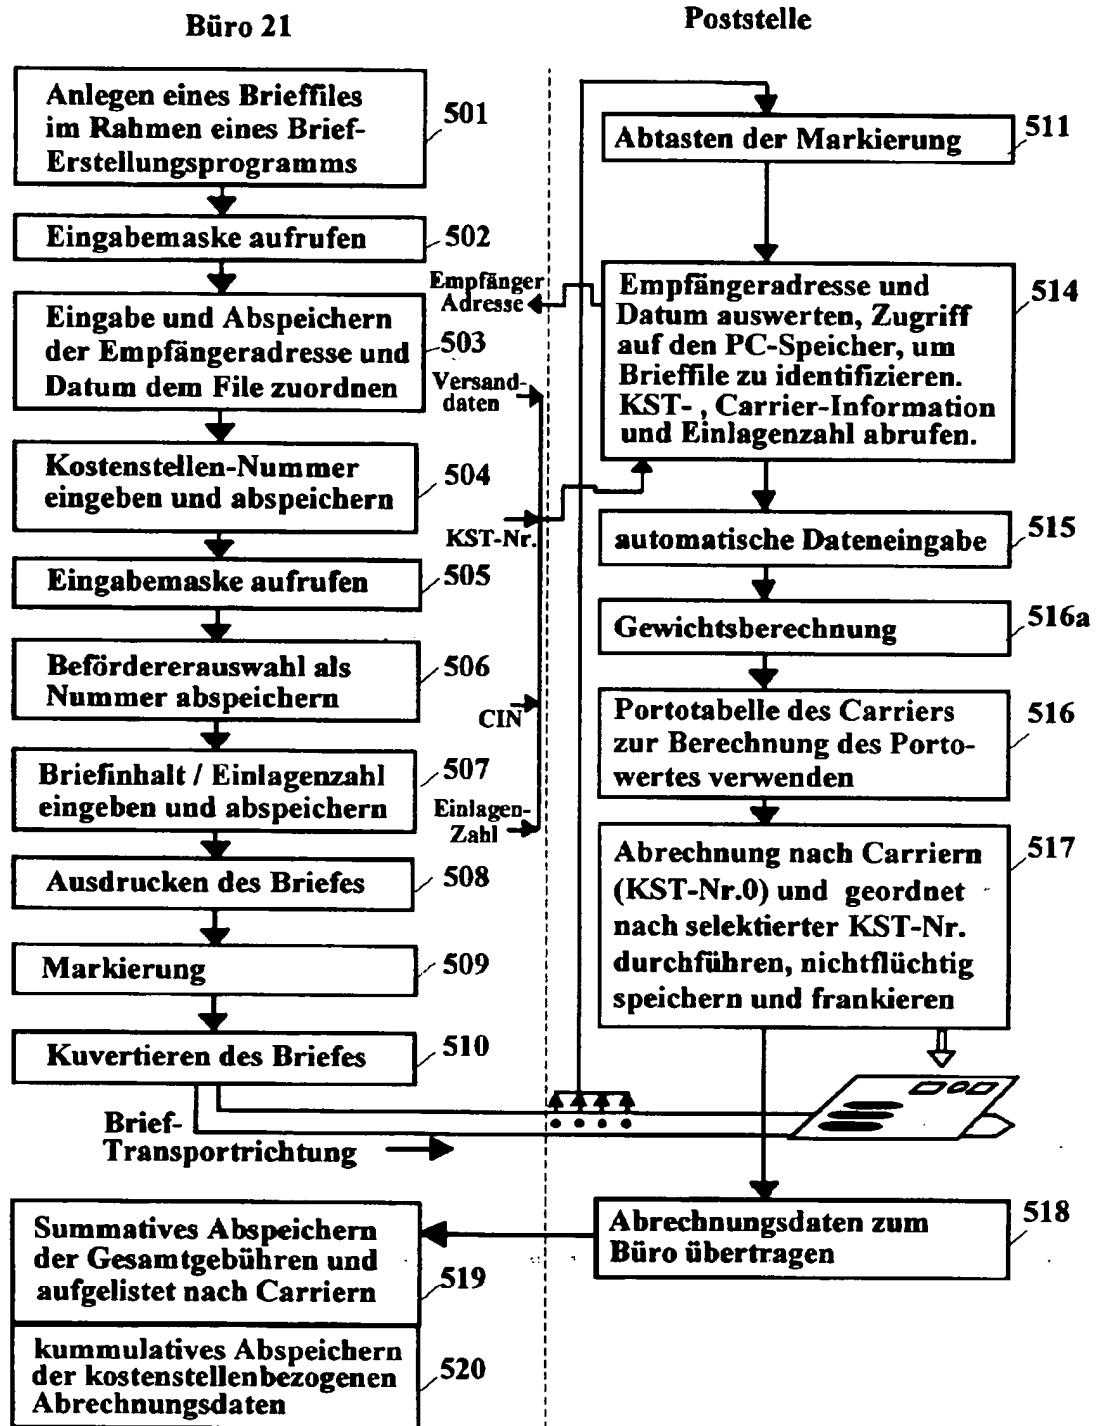 Büro 21
Poststelle
Anlegen eines Brieffiles
im Rahmen eines Brief-
Erstellungsprogramms
501
Eingabemaske aufrufen
502
Eingabe und Abspeichern
der Empfängeradresse und
Datum dem File zuordnen
503
Kostenstellen-Nummer
eingeben und abspeichern
504
Eingabemaske aufrufen
505
Befördererauswahl als
Nummer abspeichern
506
Briefinhalt / Einlagenzahl
eingeben und abspeichern
507
Ausdrucken des Briefes
508
Markierung
509
Kuvertieren des Briefes
510
Brief-
Transportrichtung
Empfänger
Adresse
Versand-
daten
KST-Nr.
CIN
Einlagen-
Zahl
Abtasten der Markierung
511
Empfängeradresse und
Datum auswerten, Zugriff
auf den PC-Speicher, um
Brieffile zu identifizieren.
KST- , Carrier-Information
und Einlagenzahl abrufen.
514
automatische Dateneingabe
515
Gewichtsberechnung
516a
Portotabelle des Carriers
zur Berechnung des Porto-
wertes verwenden
516
Abrechnung nach Carriern
(KST-Nr.0) und geordnet
nach selektierter KST-Nr.
durchführen, nichtflüchtig
speichern und frankieren
517
Abrechnungsdaten zum
Büro übertragen
518
Summatives Abspeichern
der Gesamtgebühren und
aufgelistet nach Carriern
519
kummulatives Abspeichern
der kostenstellenbezogenen
Abrechnungsdaten
520